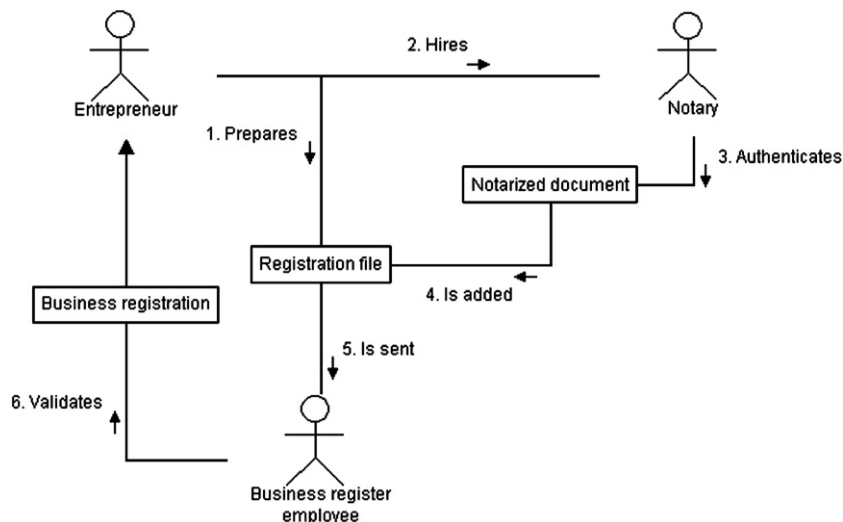 2. Hires
Entrepreneur
Notary
1. Prepares
3. Authenticates
Notarized document
Registration file
4. Is added
Business registration
5. Is sent
6. Validates
Business register
employee